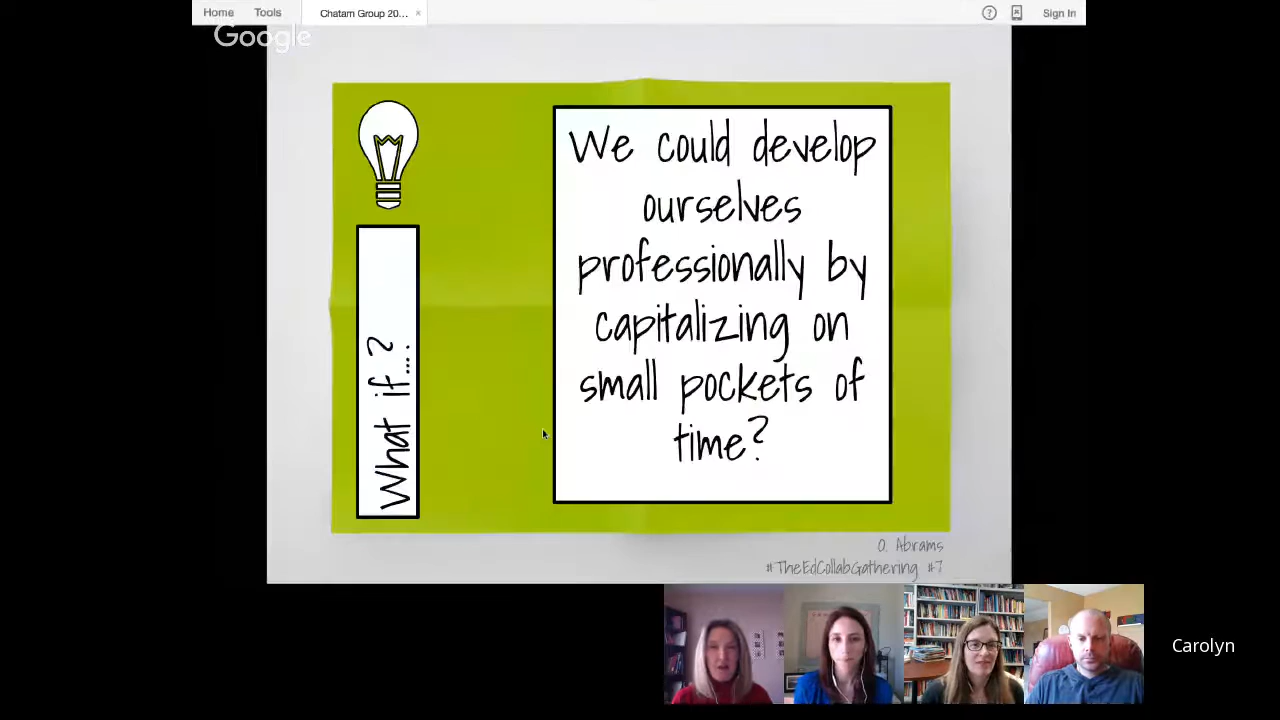 Home Tools Chatam Group 20... × ? Sign In
Google
We could develop
ourselves
professionally by
capitalizing on
small pockets of
time?
What if...?
O. Abrams
#TheEdCollabGathering #7
Carolyn